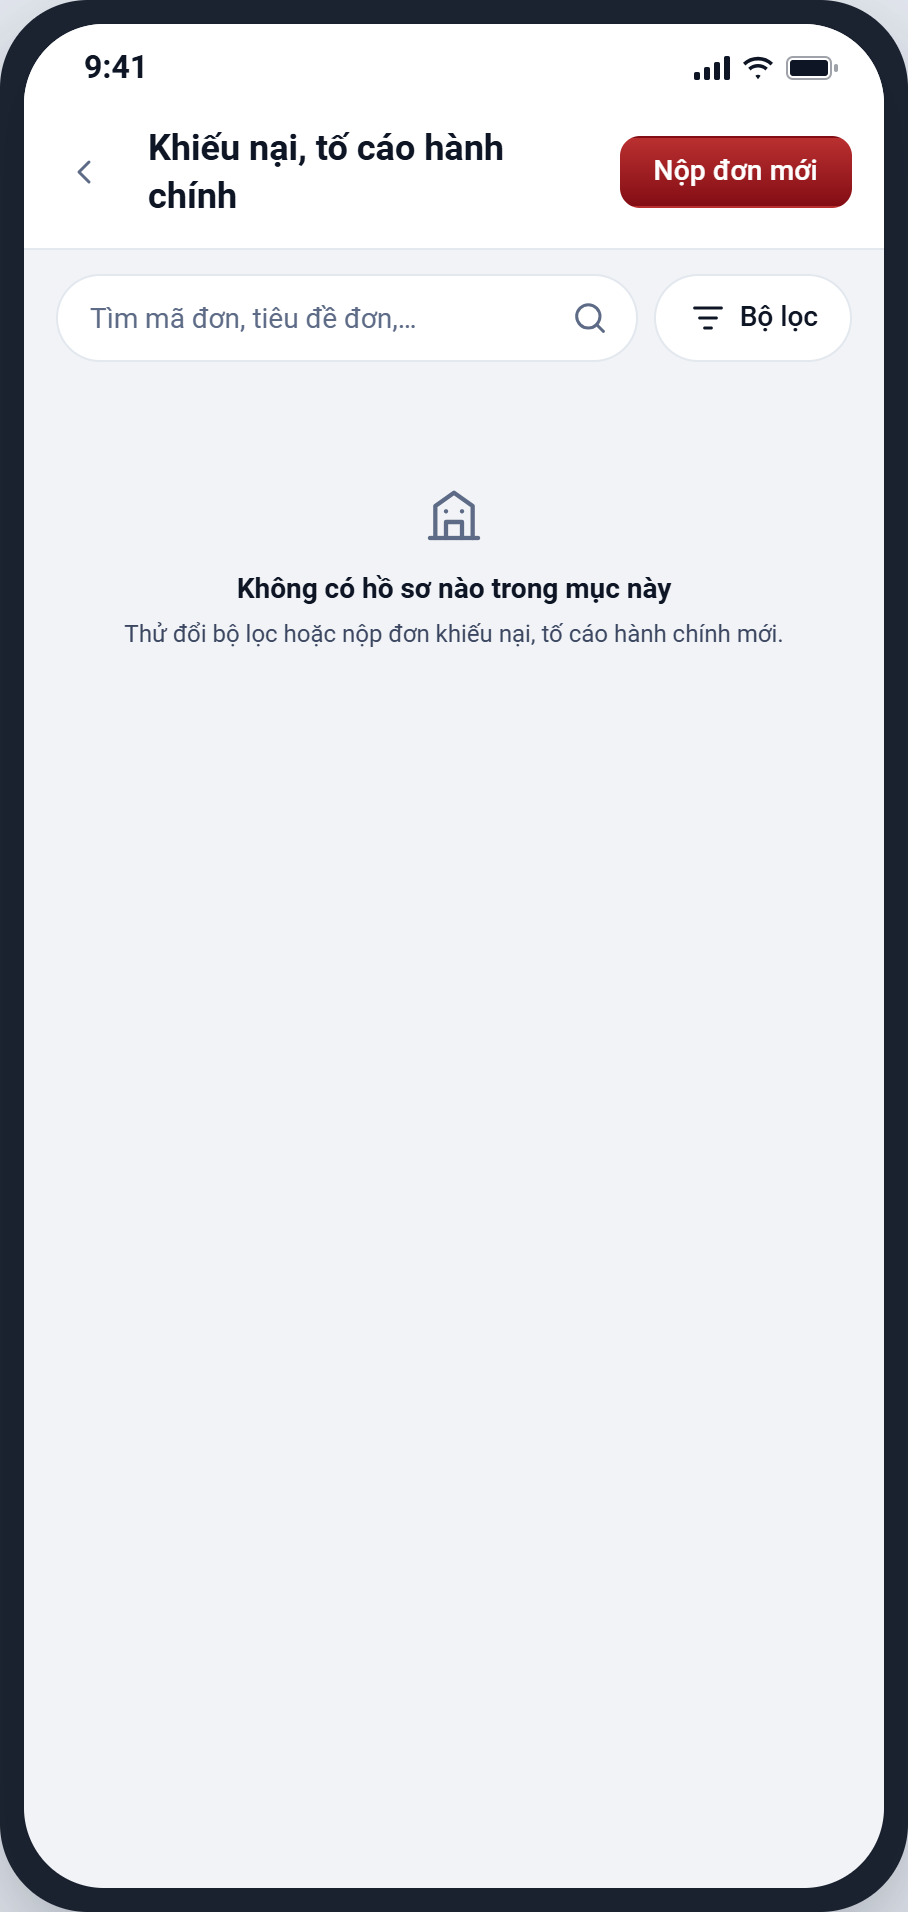 9:41
Khiếu nại, tố cáo hành
chính
Nộp đơn mới
Tìm mã đơn, tiêu đề đơn,...
Bộ lọc
Không có hồ sơ nào trong mục này
Thử đổi bộ lọc hoặc nộp đơn khiếu nại, tố cáo hành chính mới.